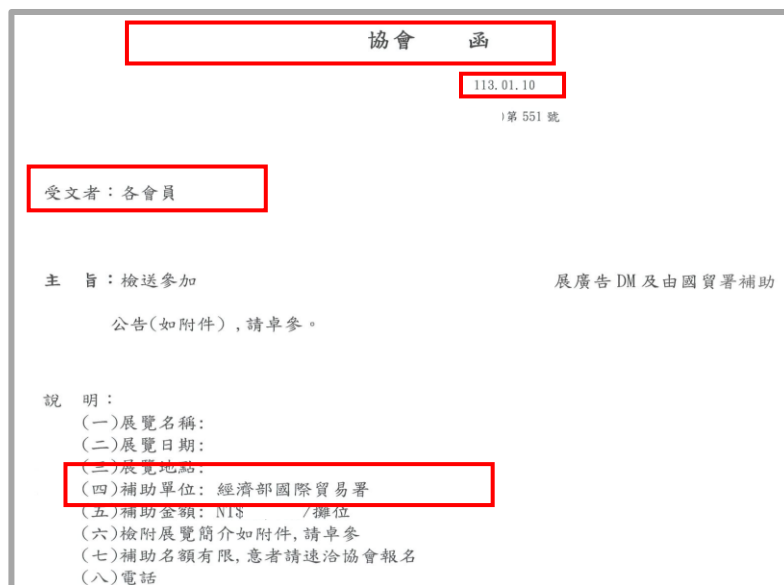 協會 函
113.01.10
)第 551 號
受文者：各會員
主 旨：檢送參加 展廣告 DM 及由國貿署補助
公告(如附件),請卓參。
說 明：
(一)展覽名稱:
(二)展覽日期:
(三)展覽地點:
(四)補助單位: 經濟部國際貿易署
(五)補助金額: NT$ /攤位
(六)檢附展覽簡介如附件,請卓參
(七)補助名額有限,意者請速洽協會報名
(八)電話